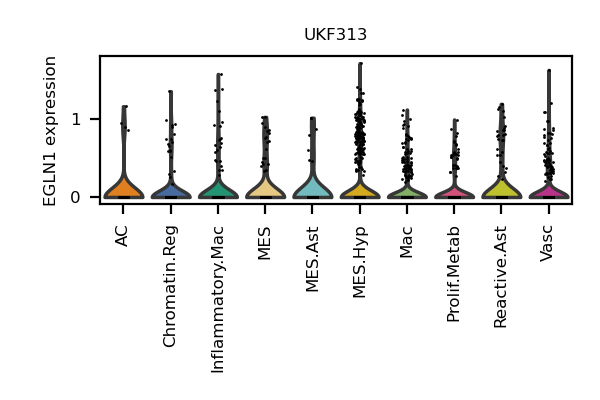 UKF313
EGLN1 expression
1
0
AC
Chromatin.Reg
Inflammatory.Mac
MES
MES.Ast
MES.Hyp
Mac
Prolif.Metab
Reactive.Ast
Vasc